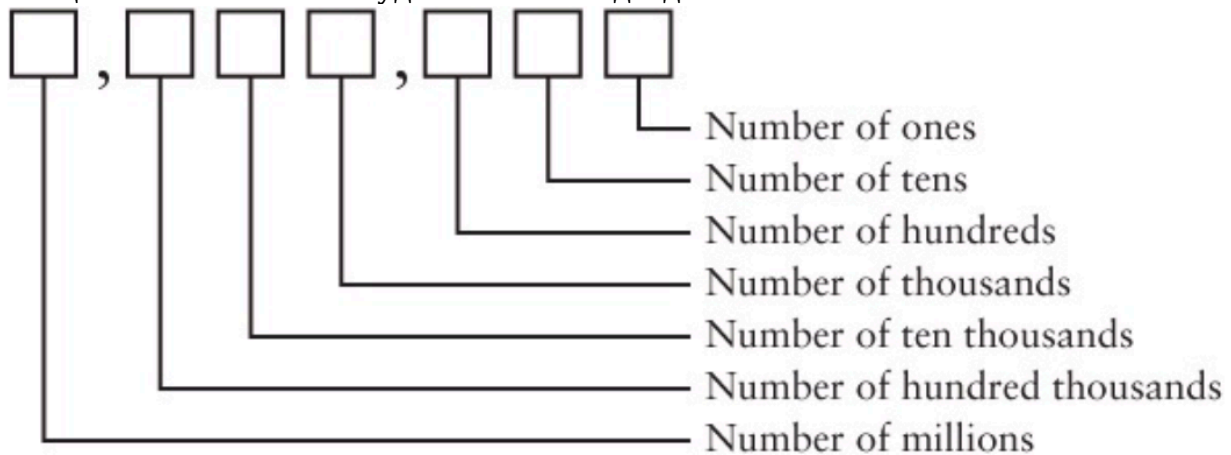 , ,
Number of ones
Number of tens
Number of hundreds
Number of thousands
Number of ten thousands
Number of hundred thousands
Number of millions